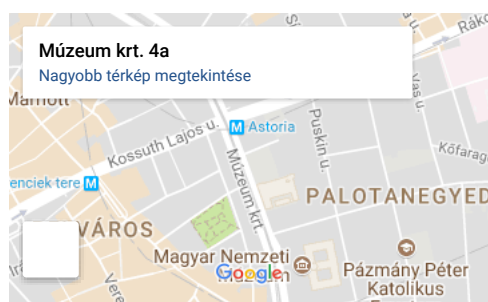 Múzeum krt. 4a
Nagyobb térkép megtekintése
Kossuth Lajos u.
M Astoria
Puskin u.
Vas u.
Múzeum krt.
M
PALOTANEGYED
VÁROS
Magyar Nemzeti
Google
Pázmány Péter
Katolikus